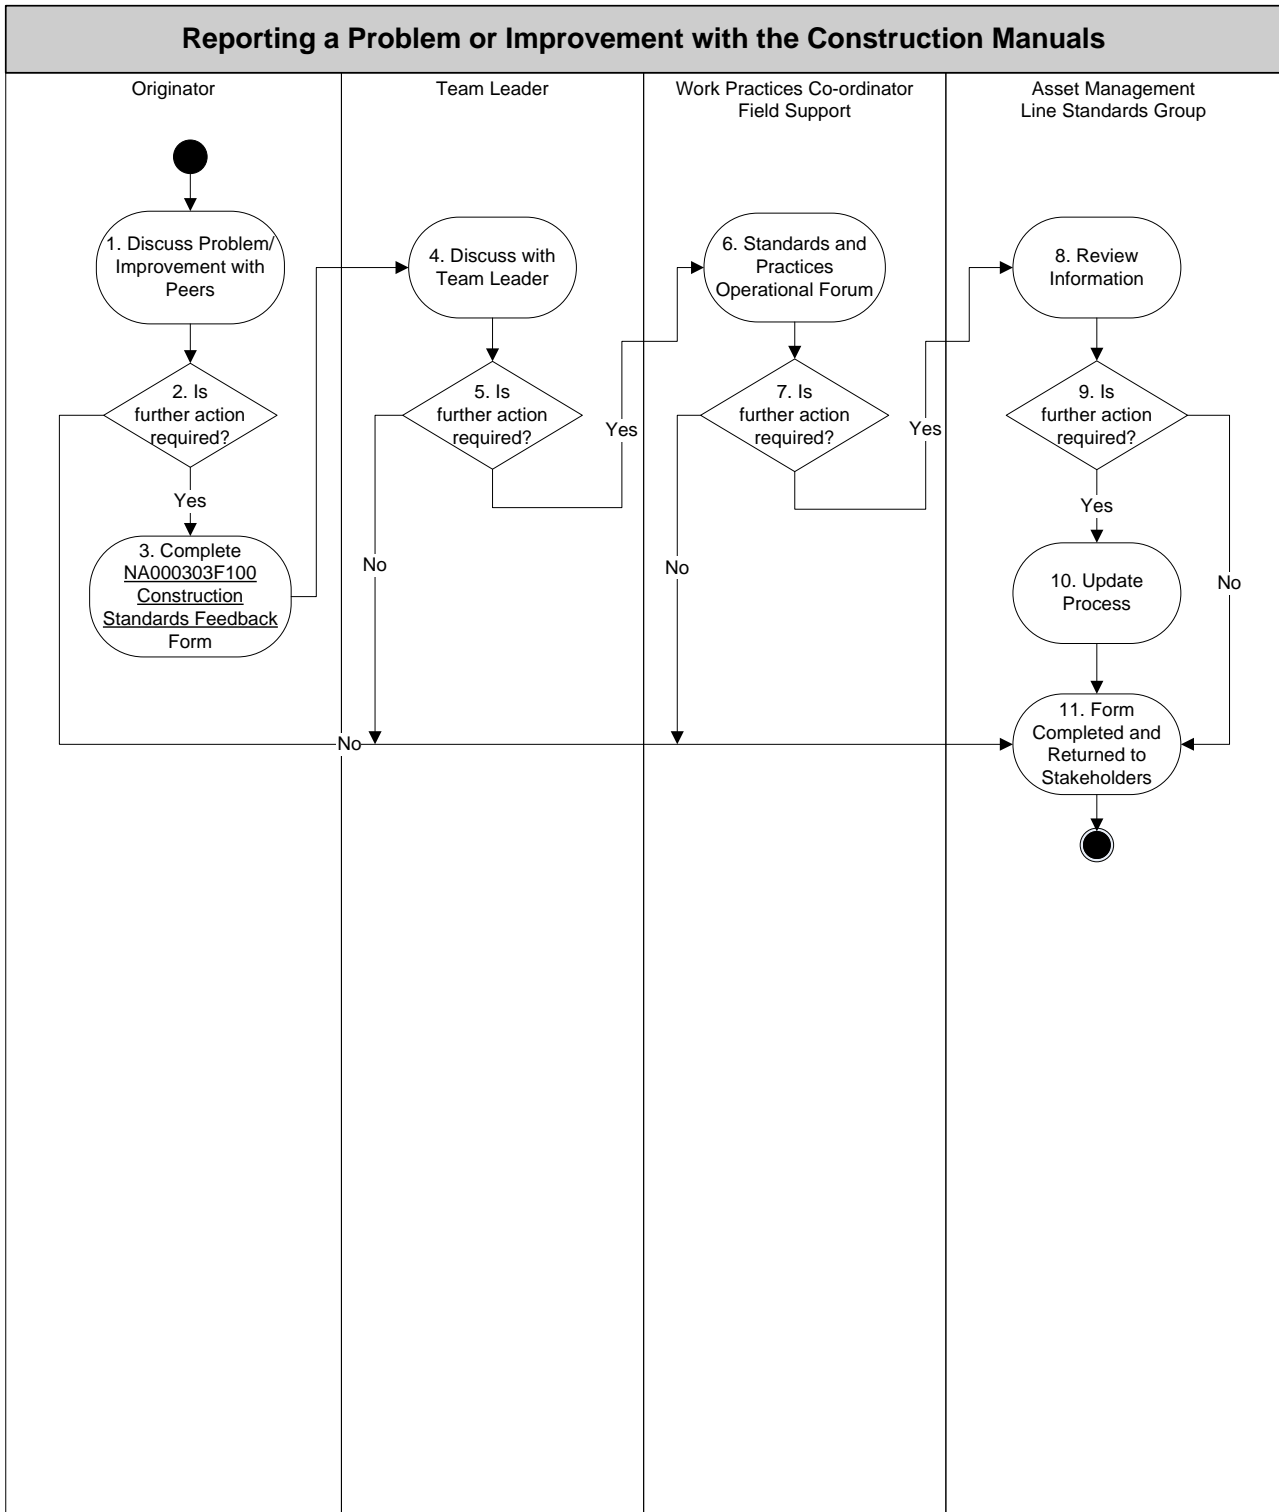 Reporting a Problem or Improvement with the Construction Manuals
Originator
Team Leader
Work Practices Co-ordinator
Field Support
Asset Management
Line Standards Group
1. Discuss Problem/
Improvement with
Peers
2. Is
further action
required?
Yes
3. Complete
NA000303F100
Construction
Standards Feedback
Form
No
4. Discuss with
Team Leader
5. Is
further action
required?
Yes
No
6. Standards and
Practices
Operational Forum
7. Is
further action
required?
Yes
No
8. Review
Information
9. Is
further action
required?
Yes
No
10. Update
Process
11. Form
Completed and
Returned to
Stakeholders